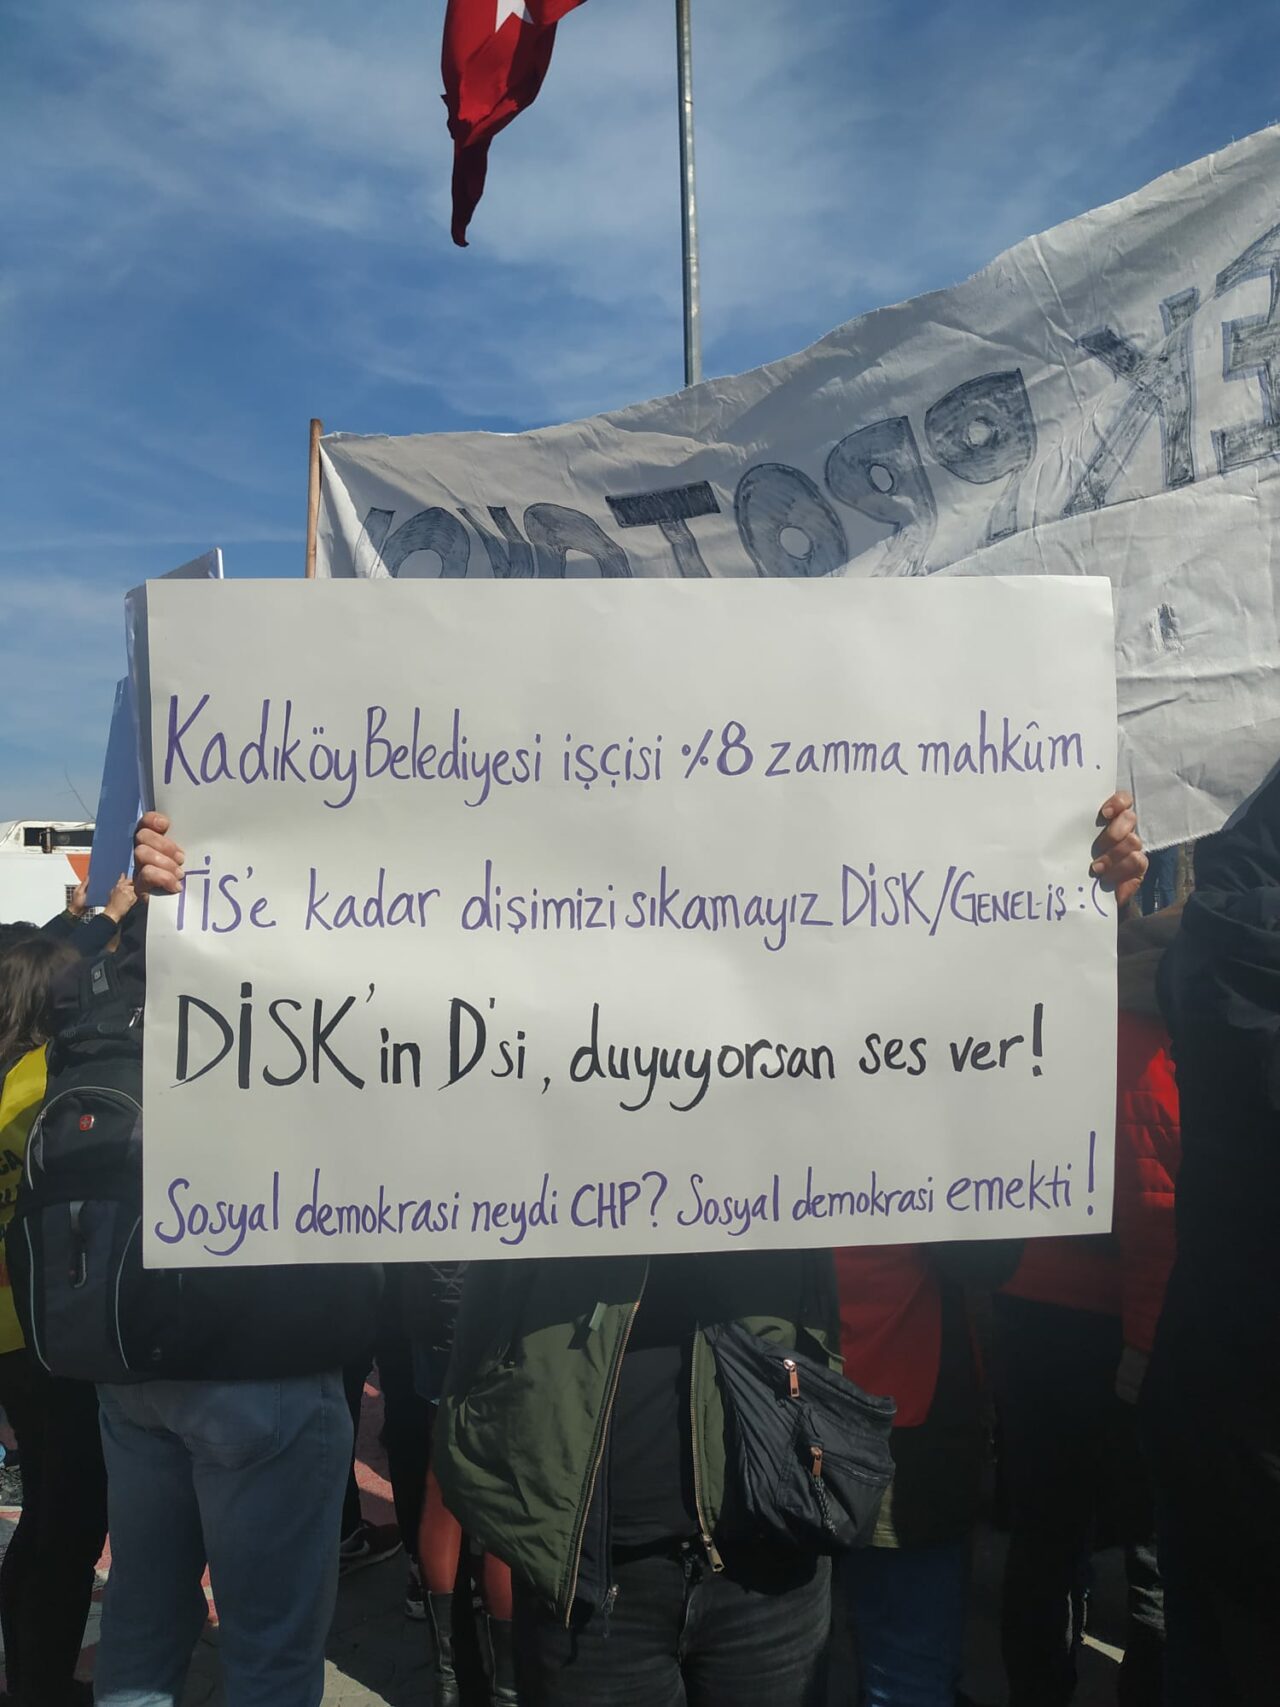 Kadıköy Belediyesi işçisi %8 zamma mahkûm.
TİS'e kadar dişimizi sıkamayız DİSK/GENEL-İŞ :(
DİSK'in D'si, duyuyorsan ses ver!
Sosyal demokrasi neydi CHP? Sosyal demokrasi emekti!